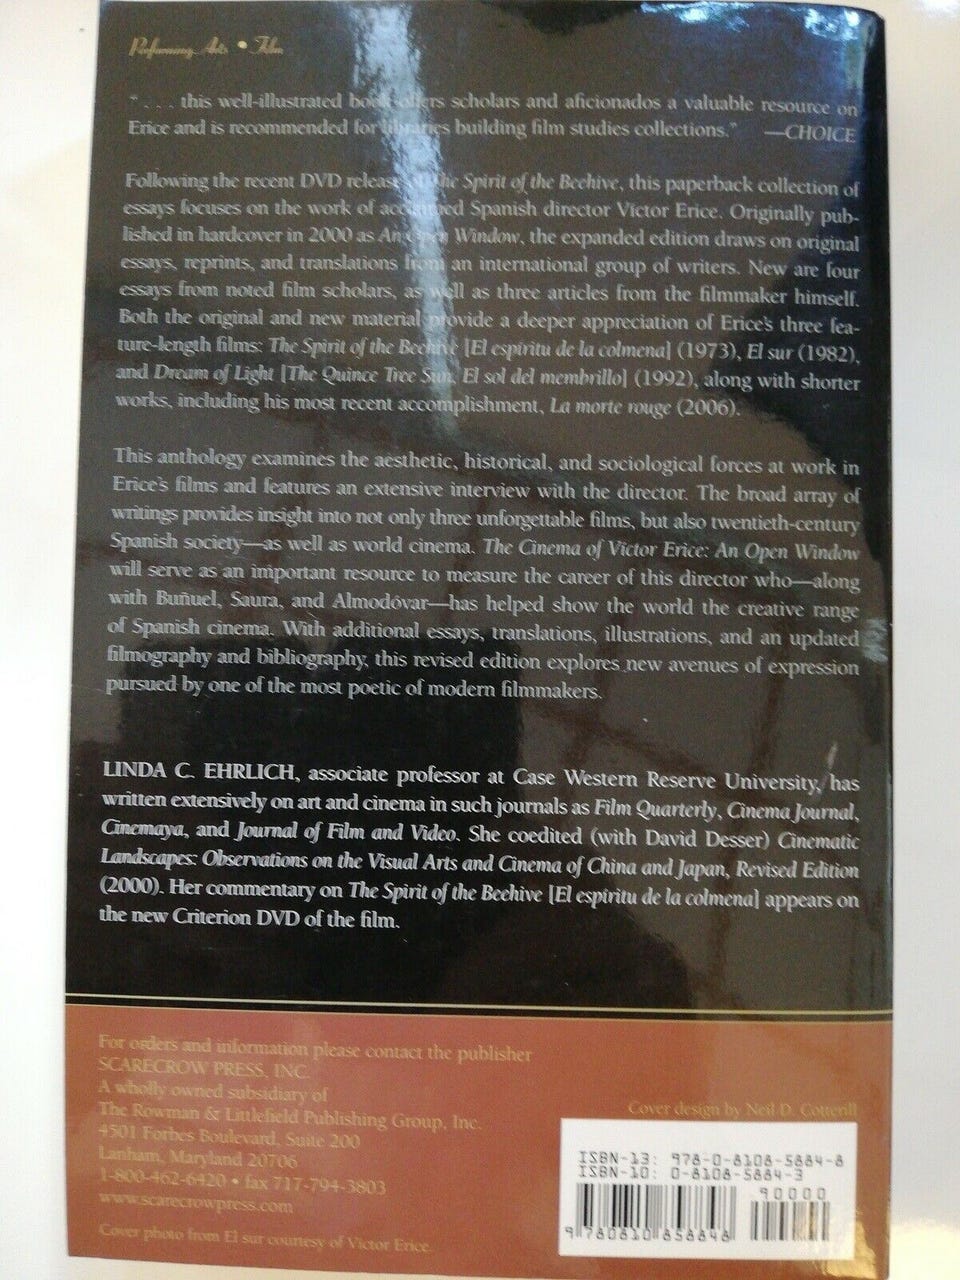 Performing Arts • Film
". . . this well-illustrated book offers scholars and aficionados a valuable resource on
Erice and is recommended for libraries building film studies collections." —CHOICE
Following the recent DVD release of The Spirit of the Beehive, this paperback collection of
essays focuses on the work of acclaimed Spanish director Víctor Erice. Originally pub-
lished in hardcover in 2000 as An Open Window, the expanded edition draws on original
essays, reprints, and translations from an international group of writers. New are four
essays from noted film scholars, as well as three articles from the filmmaker himself.
Both the original and new material provide a deeper appreciation of Erice's three fea-
ture-length films: The Spirit of the Beehive [El espíritu de la colmena] (1973), El sur (1982),
and Dream of Light [The Quince Tree Sun, El sol del membrillo] (1992), along with shorter
works, including his most recent accomplishment, La morte rouge (2006).
This anthology examines the aesthetic, historical, and sociological forces at work in
Erice's films and features an extensive interview with the director. The broad array of
writings provides insight into not only three unforgettable films, but also twentieth-century
Spanish society—as well as world cinema. The Cinema of Víctor Erice: An Open Window
will serve as an important resource to measure the career of this director who—along
with Buñuel, Saura, and Almodóvar—has helped show the world the creative range
of Spanish cinema. With additional essays, translations, illustrations, and an updated
filmography and bibliography, this revised edition explores new avenues of expression
pursued by one of the most poetic of modern filmmakers.
LINDA C. EHRLICH, associate professor at Case Western Reserve University, has
written extensively on art and cinema in such journals as Film Quarterly, Cinema Journal,
Cinemaya, and Journal of Film and Video. She coedited (with David Desser) Cinematic
Landscapes: Observations on the Visual Arts and Cinema of China and Japan, Revised Edition
(2000). Her commentary on The Spirit of the Beehive [El espíritu de la colmena] appears on
the new Criterion DVD of the film.
For orders and information please contact the publisher
SCARECROW PRESS, INC.
A wholly owned subsidiary of
The Rowman & Littlefield Publishing Group, Inc.
4501 Forbes Boulevard, Suite 200
Lanham, Maryland 20706
1-800-462-6420 • fax 717-794-3803
www.scarecrowpress.com
Cover photo from El sur courtesy of Víctor Erice.
Cover design by Neil D. Cotterill
ISBN-13: 978-0-8108-5884-8
ISBN-10: 0-8108-5884-3
90000
9 780810 858848